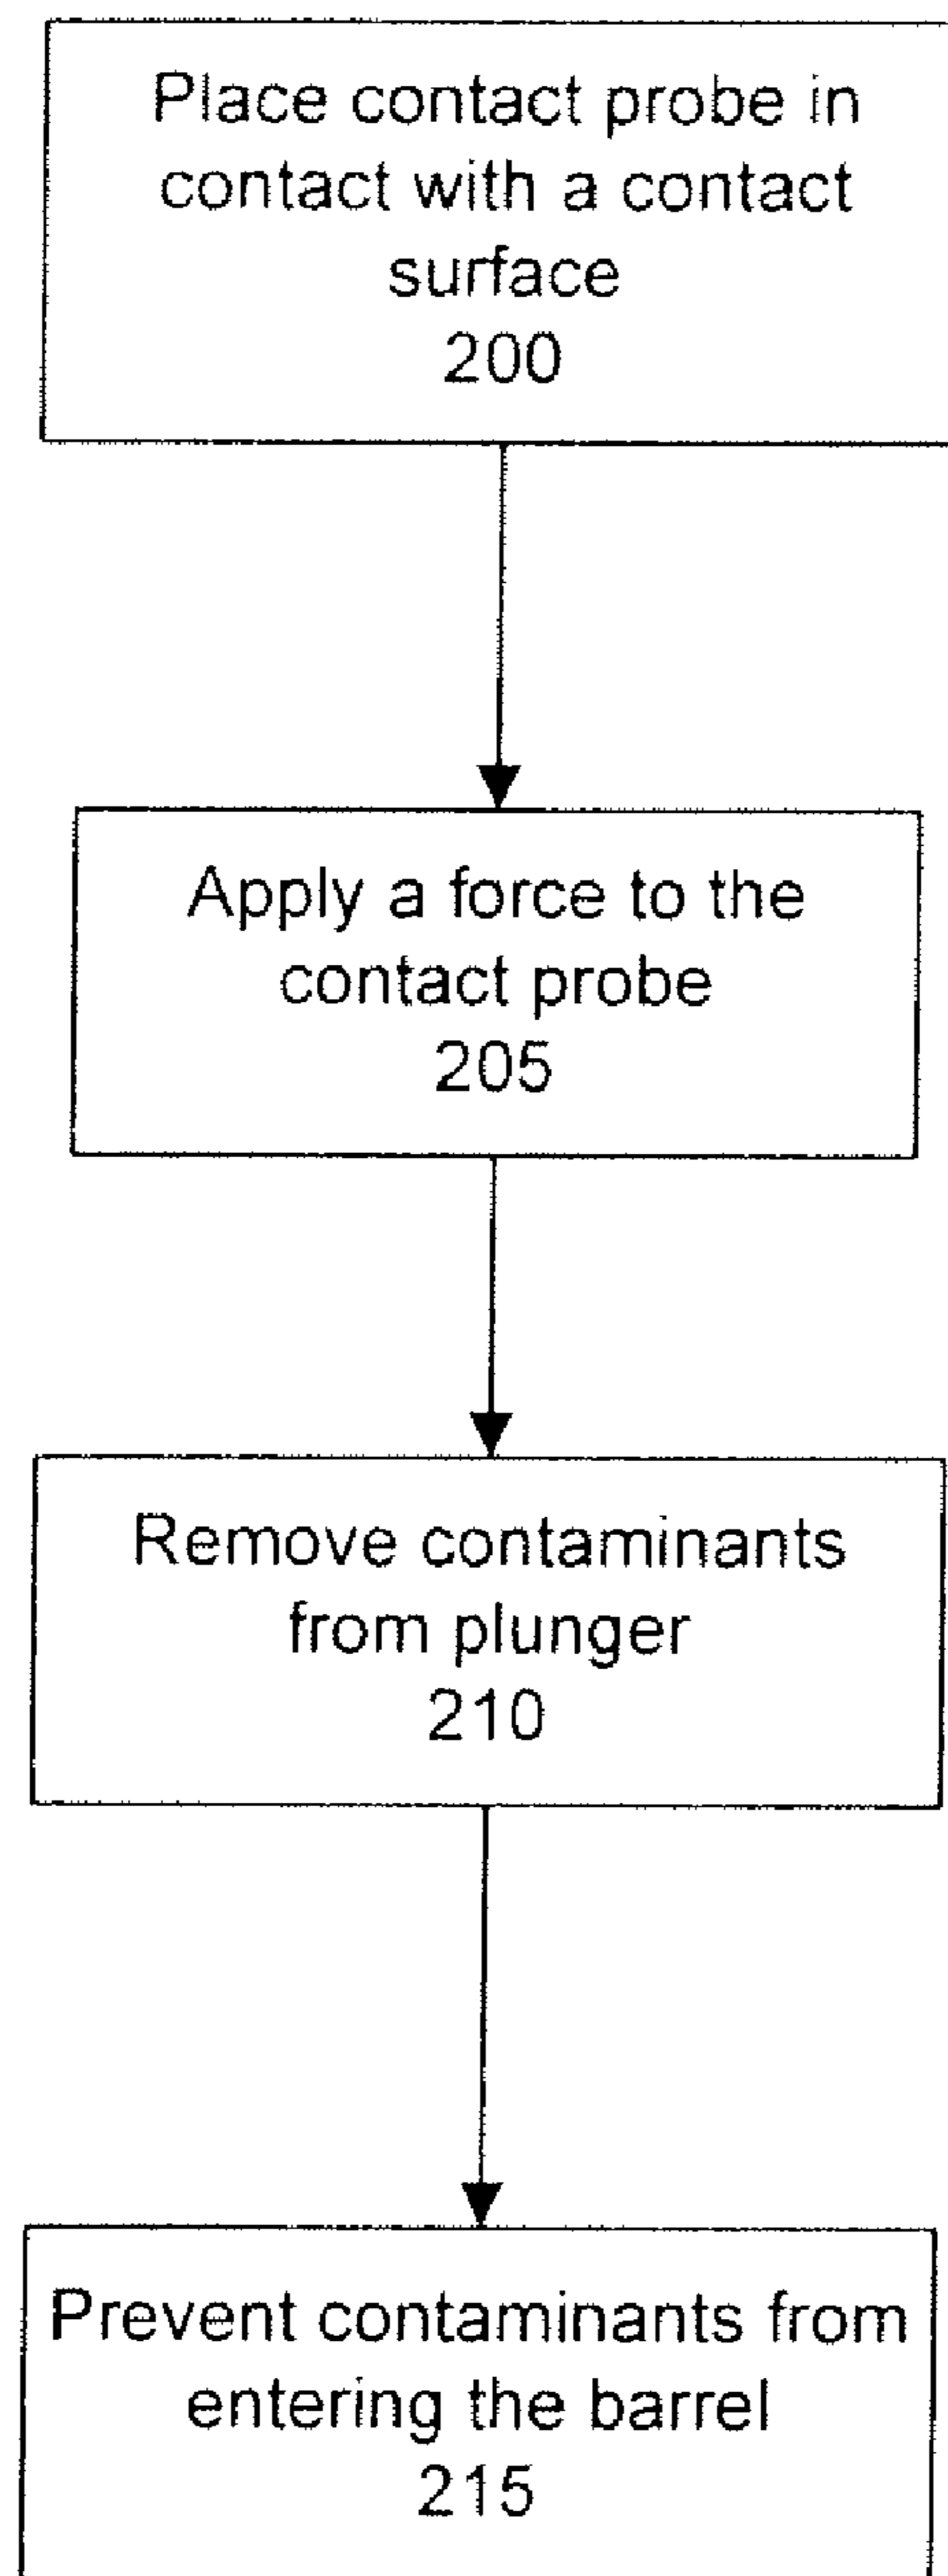 Place contact probe in
contact with a contact
surface
200
Apply a force to the
contact probe
205
Remove contaminants
from plunger
210
Prevent contaminants from
entering the barrel
215